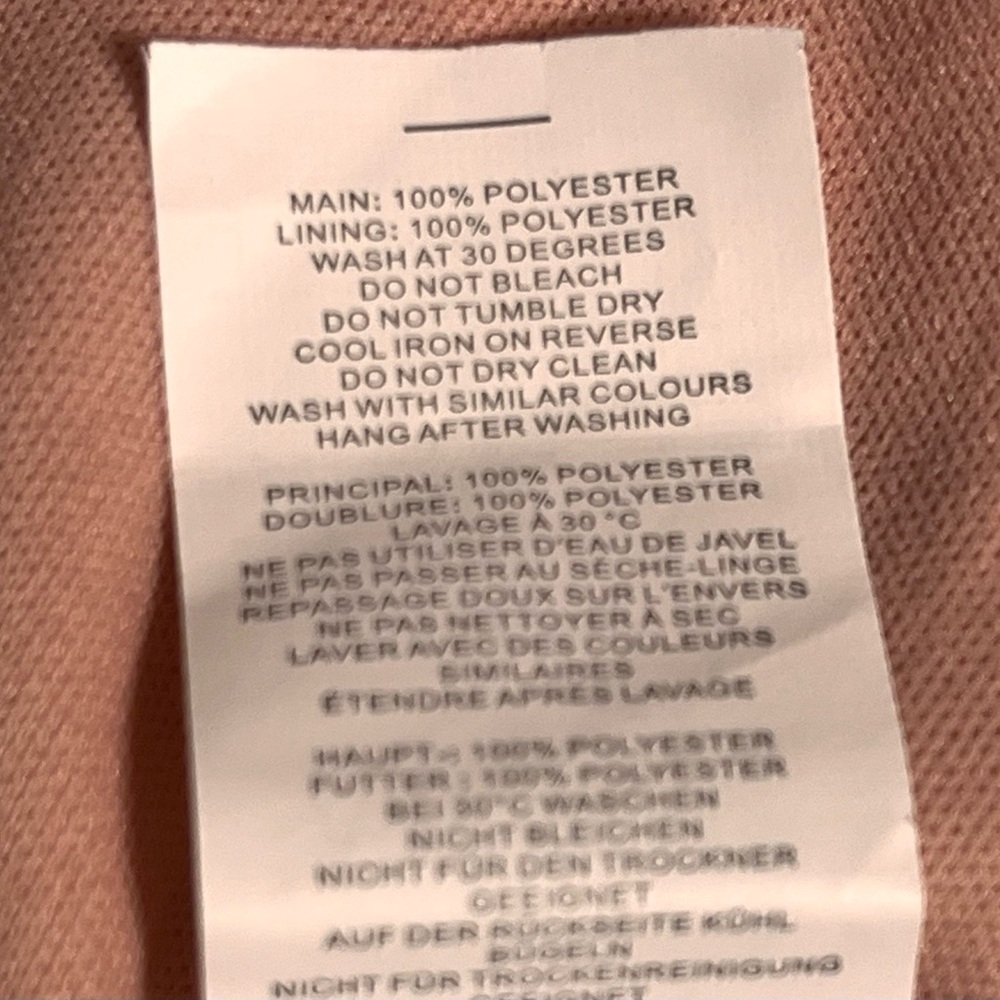 MAIN: 100% POLYESTER
LINING: 100% POLYESTER
WASH AT 30 DEGREES
DO NOT BLEACH
DO NOT TUMBLE DRY
COOL IRON ON REVERSE
DO NOT DRY CLEAN
WASH WITH SIMILAR COLOURS
HANG AFTER WASHING
PRINCIPAL: 100% POLYESTER
DOUBLURE: 100% POLYESTER
LAVAGE À 30 °C
NE PAS UTILISER D'EAU DE JAVEL
NE PAS PASSER AU SÈCHE-LINGE
REPASSAGE DOUX SUR L'ENVERS
NE PAS NETTOYER À SEC
LAVER AVEC DES COULEURS
SIMILAIRES
ÉTENDRE APRÈS LAVAGE
HAUPT- 100% POLYESTER
FUTTER: 100% POLYESTER
BEI 30°C WASCHEN
NICHT BLEICHEN
NICHT FÜR DEN TROCKNER
GEEIGNET
AUF DER RÜCKSEITE KÜHL
BÜGELN
NICHT FÜR TROCKENREINIGUNG
GEEIGNET